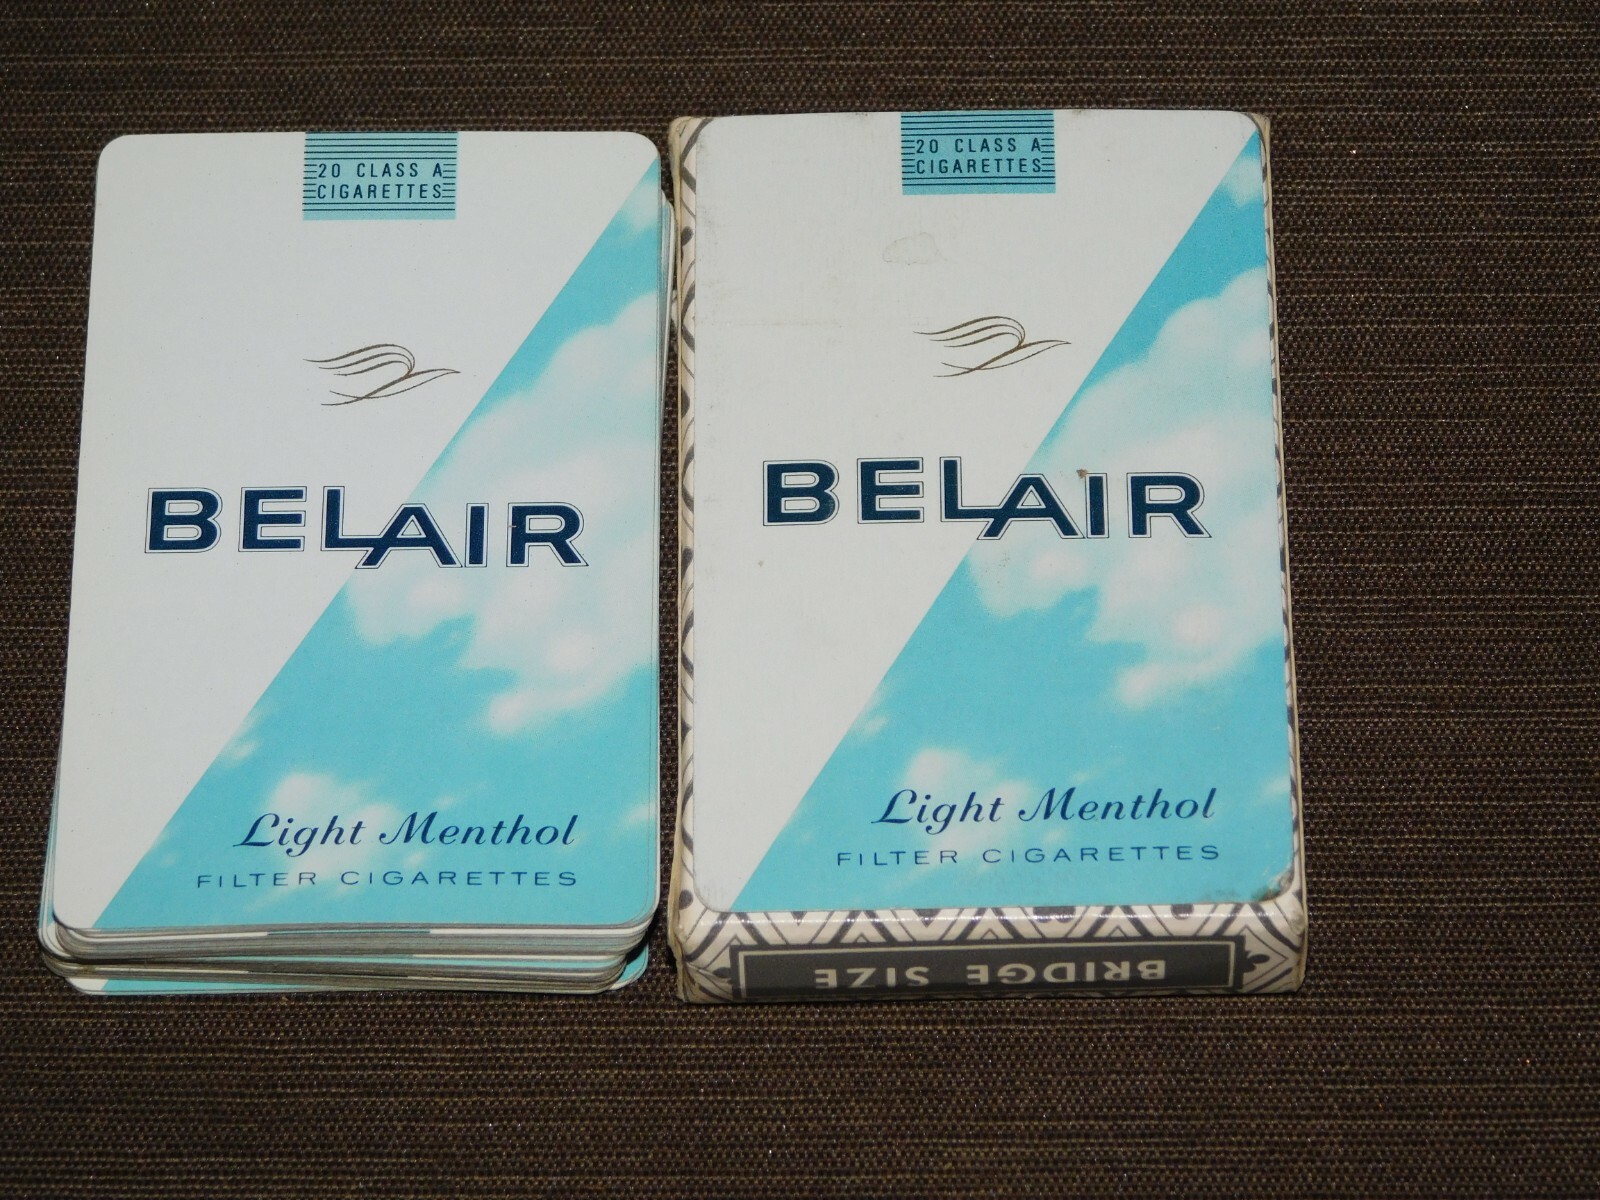 20 CLASS A
CIGARETTES
BELAIR
Light Menthol
FILTER CIGARETTES
20 CLASS A
CIGARETTES
BELAIR
Light Menthol
FILTER CIGARETTES
BRIDGE SIZE